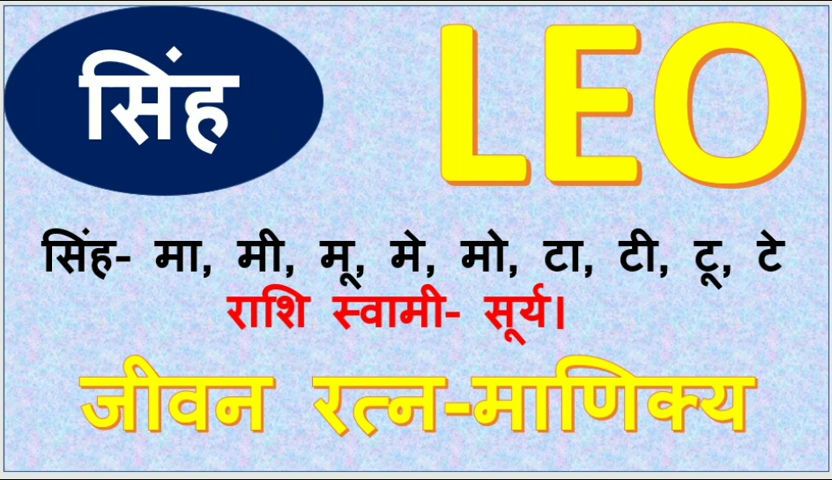 सिंह
LEO
सिंह- मा, मी, मू, मे, मो, टा, टी, टू, टे
राशि स्वामी- सूर्य।
जीवन रत्न-माणिक्य